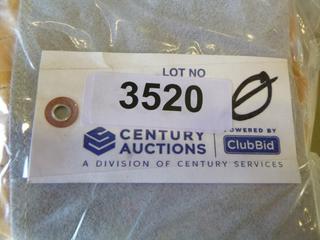 LOT NO
3520
CENTURY
AUCTIONS
POWERED BY
ClubBid
A DIVISION OF CENTURY SERVICES